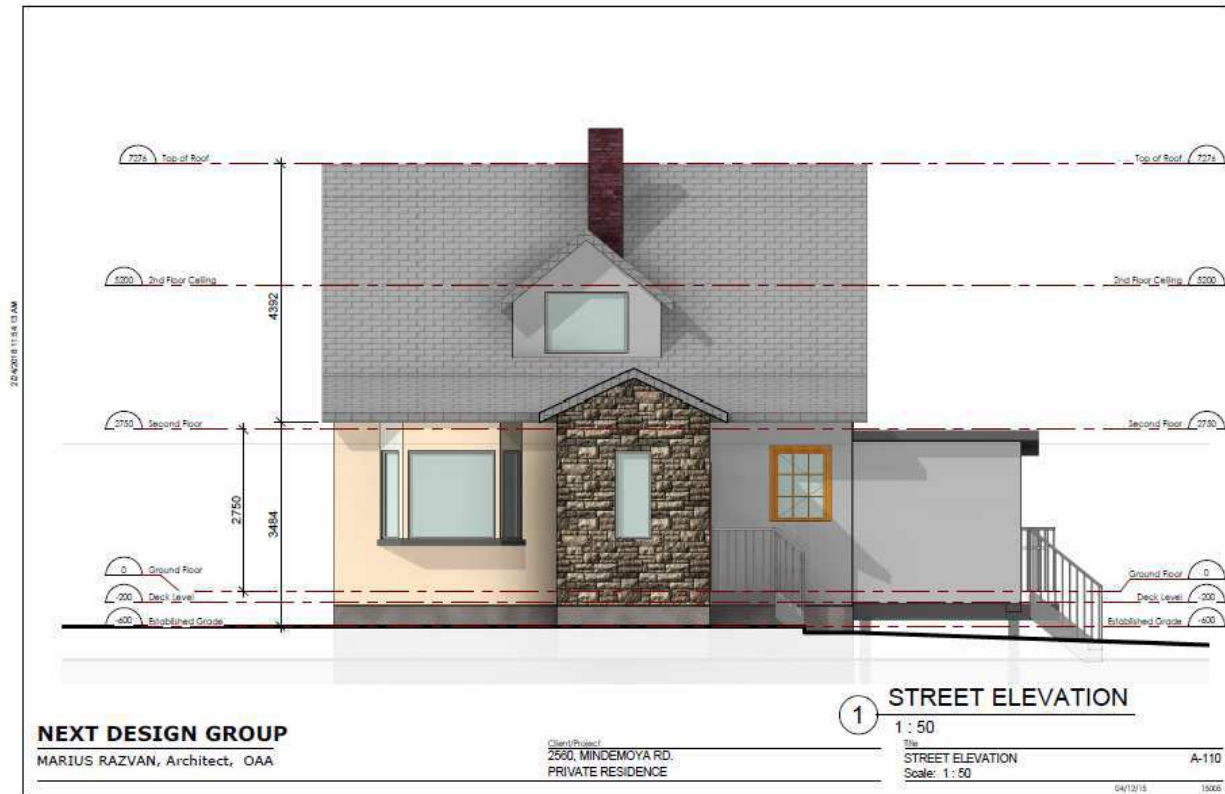 7276 Top of Roof
Top of Roof 7276
5200 2nd Floor Ceiling
2nd Floor Ceiling 5200
4392
2750 Second Floor
Second Floor 2750
2750
3484
0 Ground Floor
Ground Floor 0
-200 Deck Level
Deck Level -200
-600 Established Grade
Established Grade -600
1 STREET ELEVATION
1 : 50
NEXT DESIGN GROUP
MARIUS RAZVAN, Architect, OAA
Client/Project
2560, MINDEMOYA RD.
PRIVATE RESIDENCE
Title
STREET ELEVATION A-110
Scale: 1 : 50
04/12/15